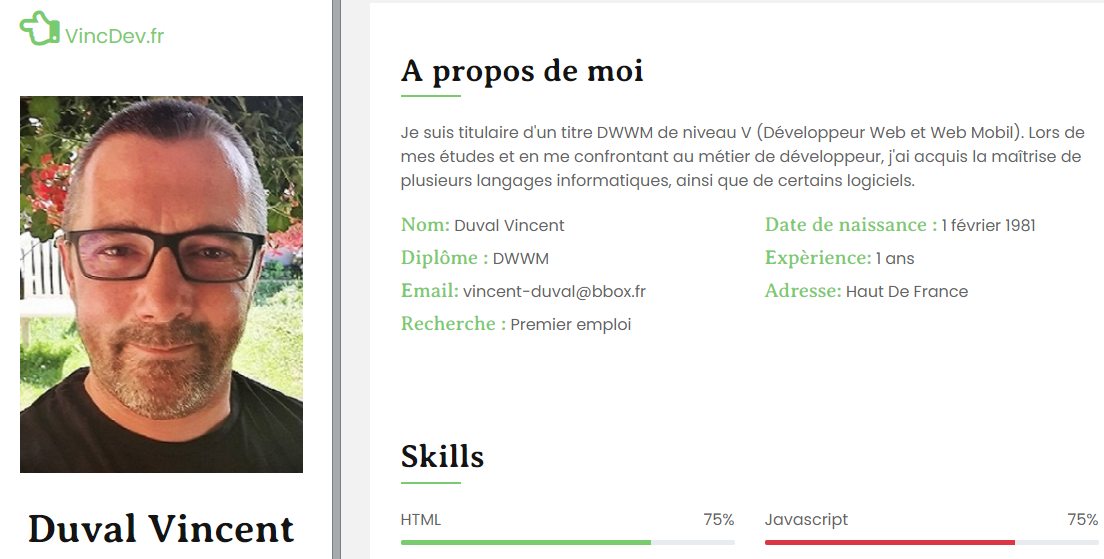 VincDev.fr
Duval Vincent
A propos de moi
Je suis titulaire d'un titre DWWM de niveau V (Développeur Web et Web Mobil). Lors de
mes études et en me confrontant au métier de développeur, j'ai acquis la maîtrise de
plusieurs langages informatiques, ainsi que de certains logiciels.
Nom: Duval Vincent
Date de naissance : 1 février 1981
Diplôme : DWWM
Expèrience: 1 ans
Email: vincent-duval@bbox.fr
Adresse: Haut De France
Recherche : Premier emploi
Skills
HTML 75%
Javascript 75%